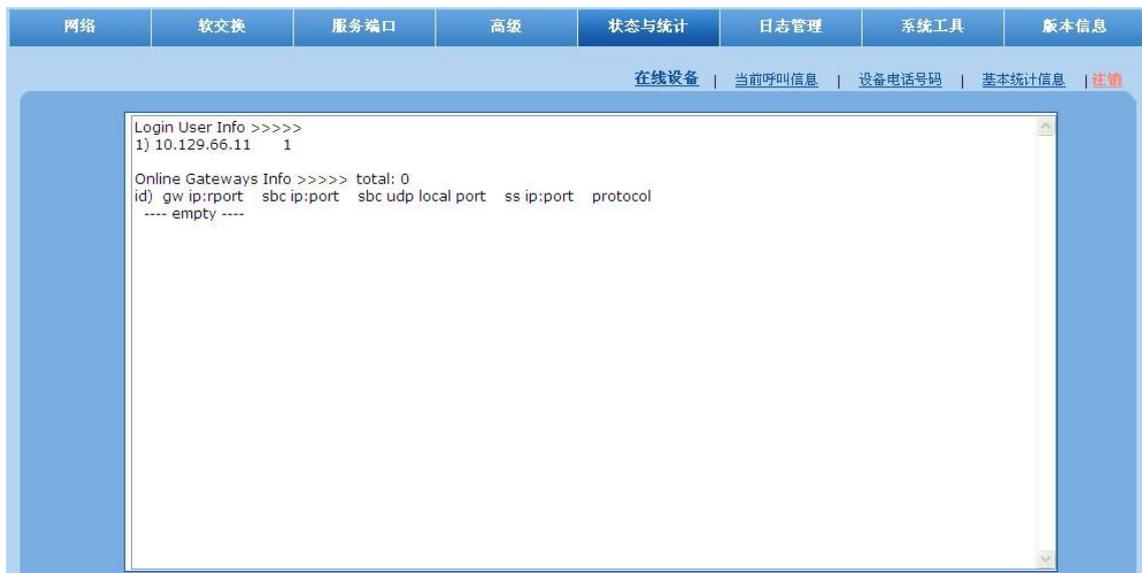 网络 软交换 服务端口 高级 状态与统计 日志管理 系统工具 版本信息
在线设备 | 当前呼叫信息 | 设备电话号码 | 基本统计信息 | 注销
Login User Info >>>>>
1) 10.129.66.11 1
Online Gateways Info >>>>> total: 0
id) gw ip:rport sbc ip:port sbc udp local port ss ip:port protocol
---- empty ----